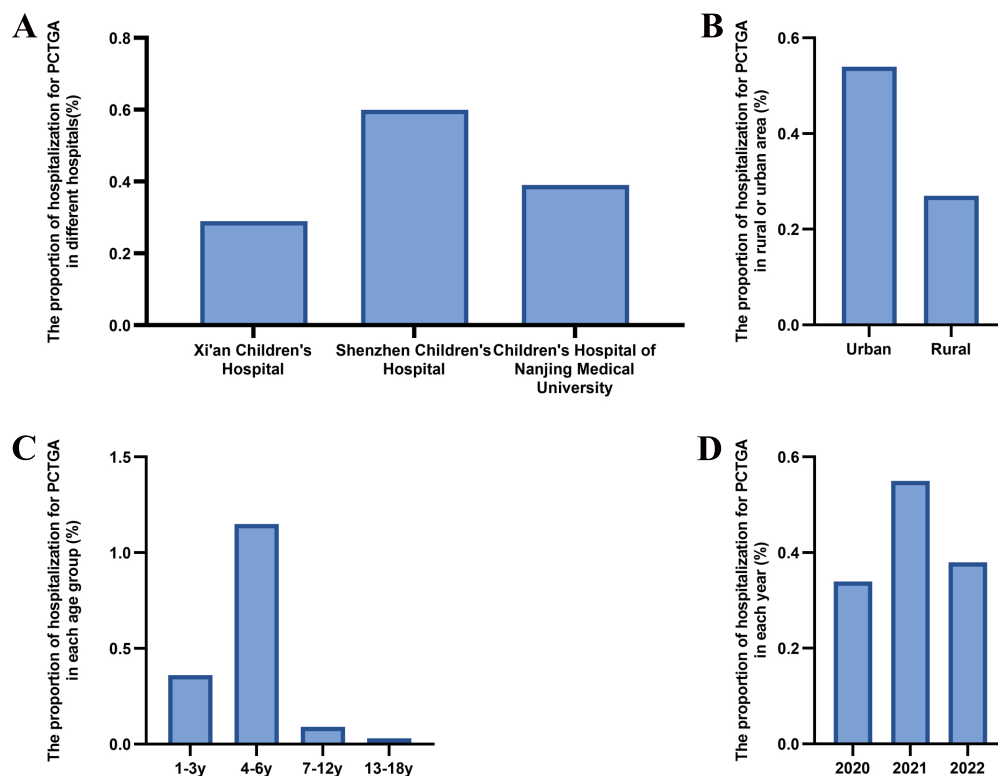 A
The proportion of hospitalization for PCTGA
in different hospitals(%)
0.8
0.6
0.4
0.2
0.0
Xi'an Children's
Hospital
Shenzhen Children's
Hospital
Children's Hospital of
Nanjing Medical
University
B
The proportion of hospitalization for PCTGA
in rural or urban area (%)
0.6
0.4
0.2
0.0
Urban
Rural
C
The proportion of hospitalization for PCTGA
in each age group (%)
1.5
1.0
0.5
0.0
1-3y
4-6y
7-12y
13-18y
D
The proportion of hospitalization for PCTGA
in each year (%)
0.6
0.4
0.2
0.0
2020
2021
2022